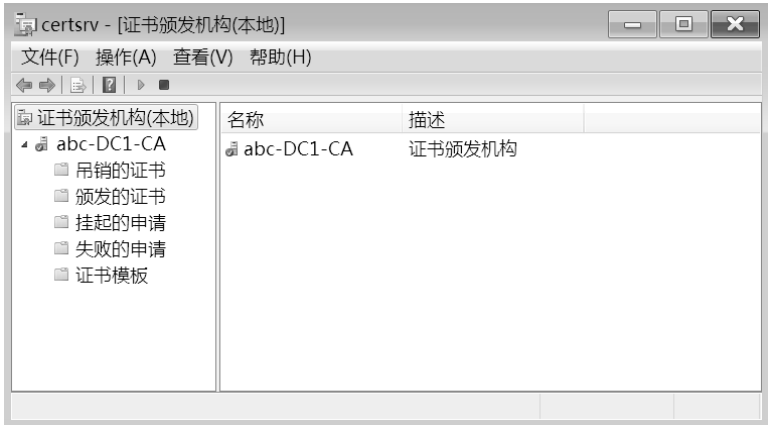 certsrv - [证书颁发机构(本地)]
文件(F) 操作(A) 查看(V) 帮助(H)
证书颁发机构(本地)
abc-DC1-CA
吊销的证书
颁发的证书
挂起的申请
失败的申请
证书模板
名称 描述
abc-DC1-CA 证书颁发机构